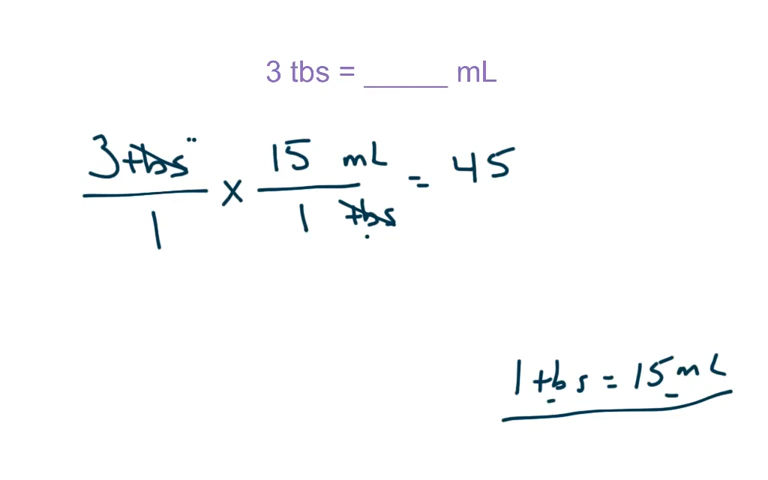 3 tbs = _____ mL
3 tbs / 1 x 15 mL / 1 tbs = 45
1 tbs = 15 mL